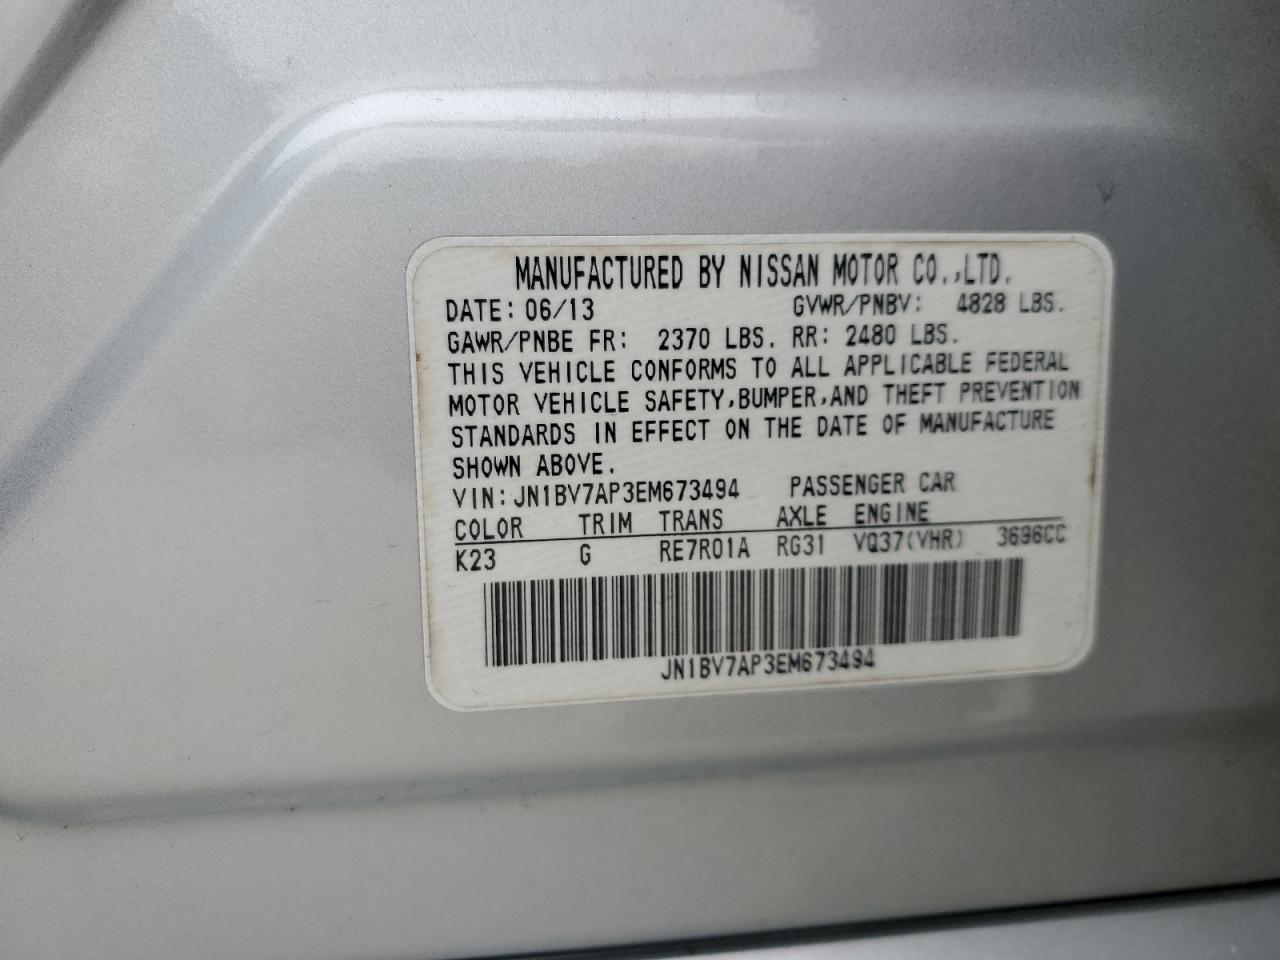 MANUFACTURED BY NISSAN MOTOR CO.,LTD.
DATE: 06/13 GVWR/PNBV: 4828 LBS.
GAWR/PNBE FR: 2370 LBS. RR: 2480 LBS.
THIS VEHICLE CONFORMS TO ALL APPLICABLE FEDERAL
MOTOR VEHICLE SAFETY,BUMPER,AND THEFT PREVENTION
STANDARDS IN EFFECT ON THE DATE OF MANUFACTURE
SHOWN ABOVE.
VIN: JN1BV7AP3EM673494 PASSENGER CAR
COLOR TRIM TRANS AXLE ENGINE
K23 G RE7R01A RG31 VQ37(VHR) 3696CC
JN1BV7AP3EM673494